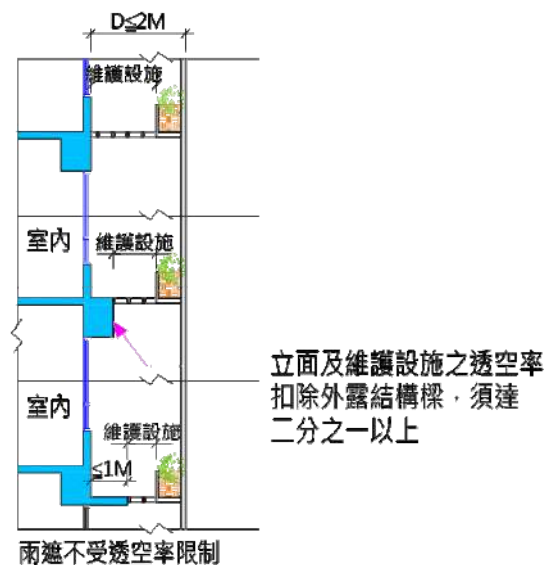 D≦2M
維護設施
室內
維護設施
立面及維護設施之透空率
扣除外露結構樑，須達
二分之一以上
室內
維護設施
≦1M
雨遮不受透空率限制